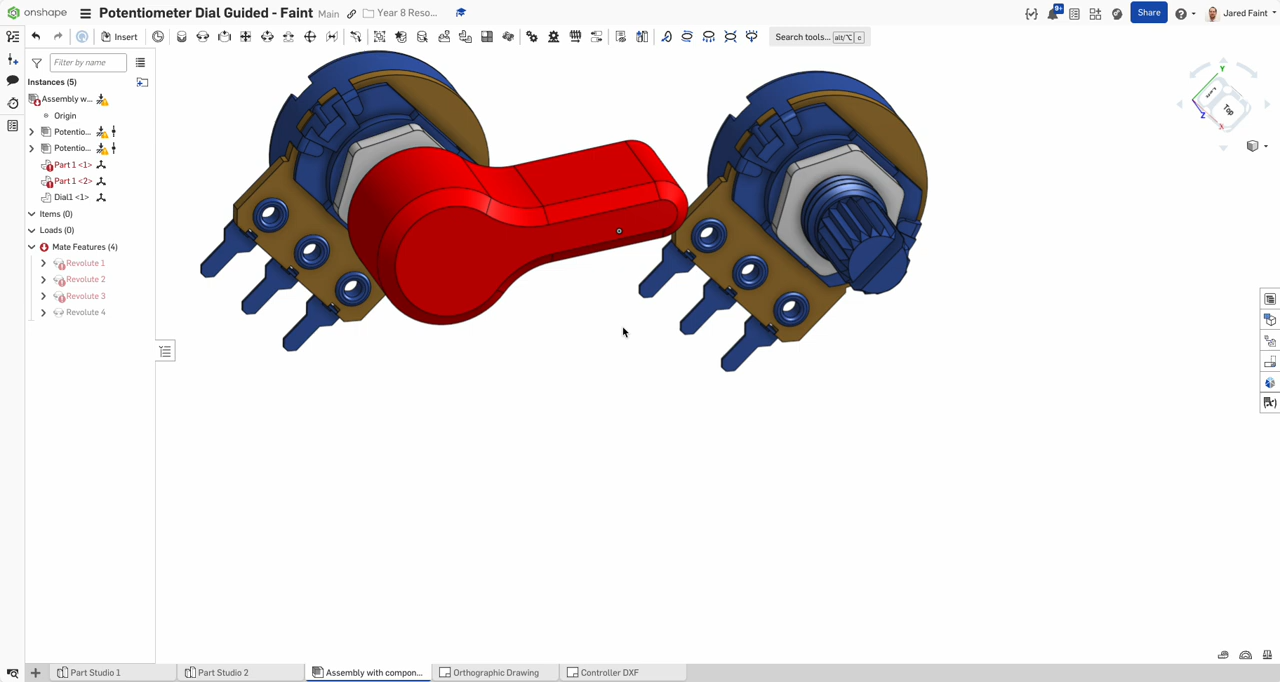 onshape Potentiometer Dial Guided - Faint Main Year 8 Reso... 9+ Share Jared Faint
Insert Search tools... alt/⌥ c
Filter by name
Instances (5)
Assembly w...
Origin
Potentio...
Potentio...
Part 1 <1>
Part 1 <2>
Dial1 <1>
Items (0)
Loads (0)
Mate Features (4)
Revolute 1
Revolute 2
Revolute 3
Revolute 4
Y
Top
Z
X
Part Studio 1 Part Studio 2 Assembly with compon... Orthographic Drawing Controller DXF